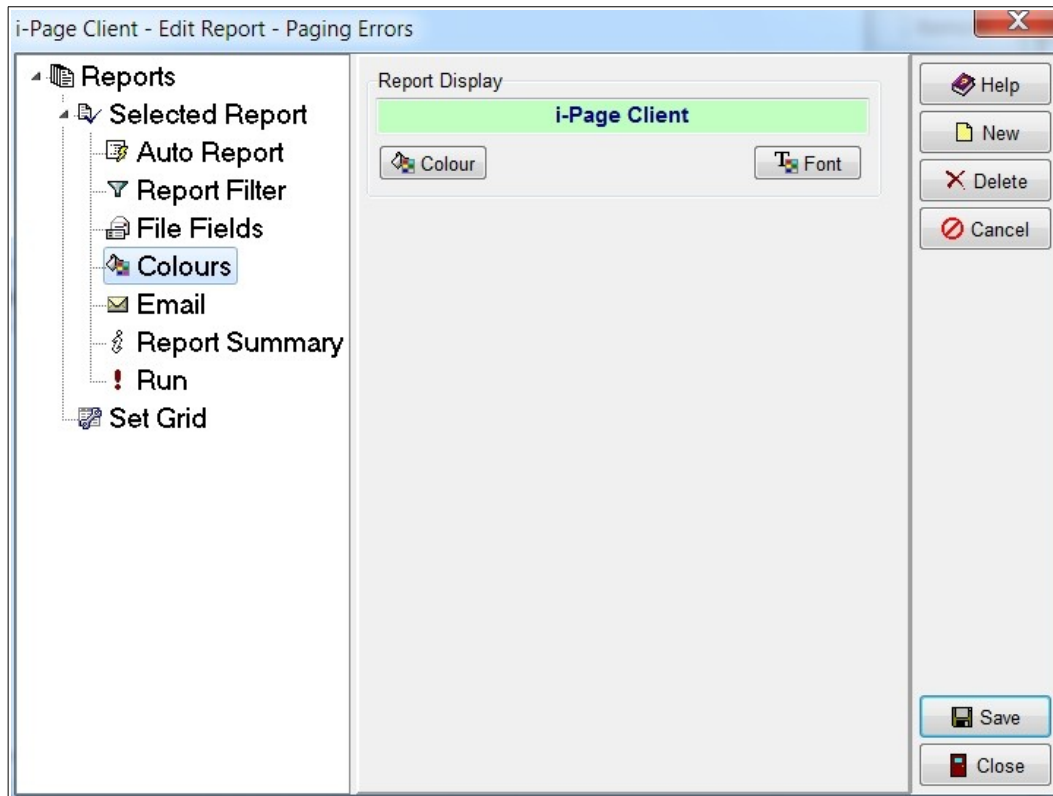 i-Page Client - Edit Report - Paging Errors
Reports
Selected Report
Auto Report
Report Filter
File Fields
Colours
Email
Report Summary
Run
Set Grid
Report Display
i-Page Client
Colour
Font
Help
New
Delete
Cancel
Save
Close